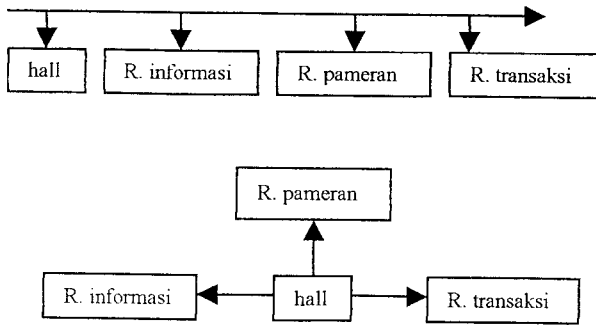 hall
R. informasi
R. pameran
R. transaksi
R. pameran
R. informasi
hall
R. transaksi